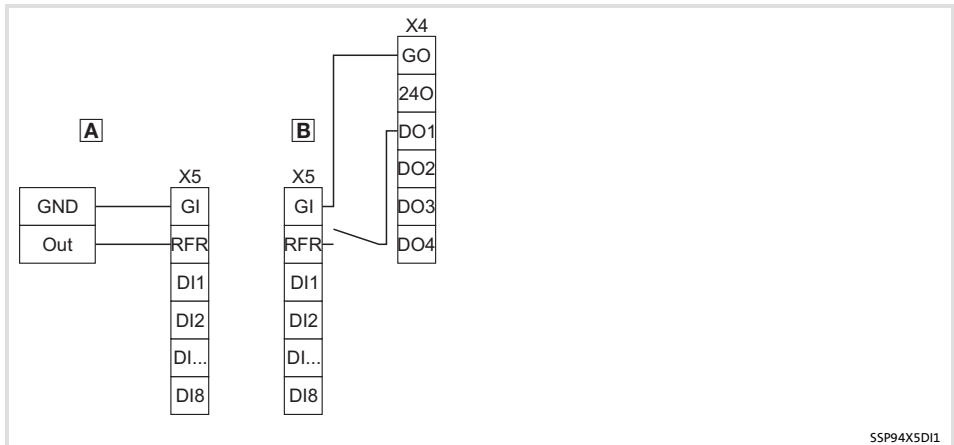 X4
GO
24O
DO1
DO2
DO3
DO4
A
GND
Out
X5
GI
RFR
DI1
DI2
DI...
DI8
B
X5
GI
RFR
DI1
DI2
DI...
DI8
SSP94X5DI1